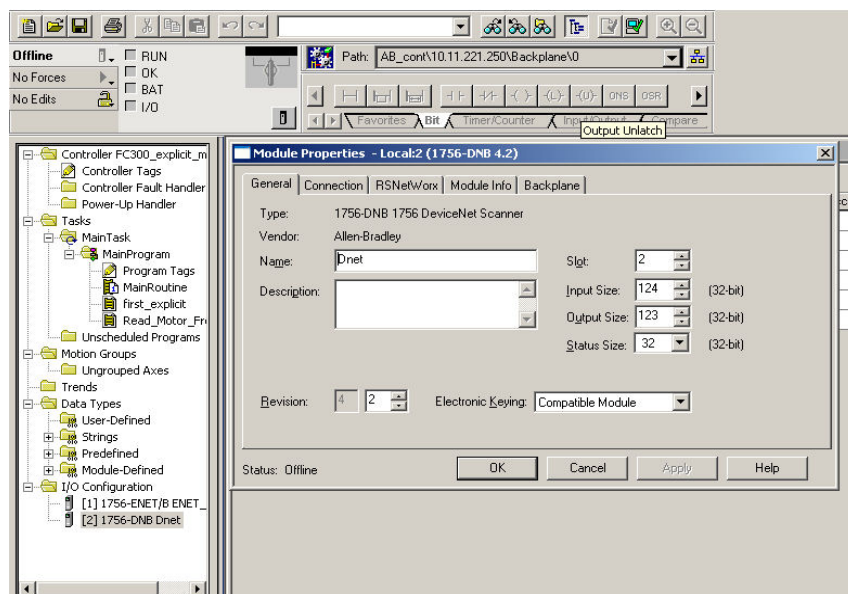 Path: AB_cont\10.11.221.250\Backplane\0
Offline
RUN
No Forces
OK
No Edits
BAT
I/O
(L)
(U)
ONS
OSR
Favorites
Bit
Timer/Counter
Compare
Output Unlatch
Controller FC300_explicit_m
Controller Tags
Controller Fault Handler
Power-Up Handler
Tasks
MainTask
MainProgram
Program Tags
MainRoutine
first_explicit
Read_Motor_Fr
Unscheduled Programs
Motion Groups
Ungrouped Axes
Trends
Data Types
User-Defined
Strings
Predefined
Module-Defined
I/O Configuration
[1] 1756-ENET/B ENET_
[2] 1756-DNB Dnet
Module Properties - Local:2 (1756-DNB 4.2)
General Connection RSNetWorx Module Info Backplane
Type: 1756-DNB 1756 DeviceNet Scanner
Vendor: Allen-Bradley
Name: Dnet
Slot: 2
Description:
Input Size: 124 (32-bit)
Output Size: 123 (32-bit)
Status Size: 32 (32-bit)
Revision: 4 2
Electronic Keying: Compatible Module
Status: Offline
OK Cancel Apply Help